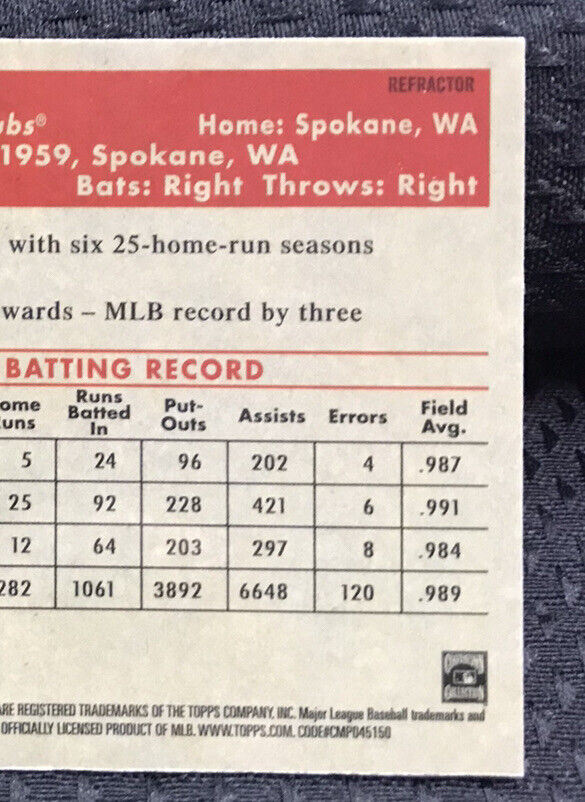 REFRACTOR
ubs®
Home: Spokane, WA
1959, Spokane, WA
Bats: Right Throws: Right
with six 25-home-run seasons
wards – MLB record by three
BATTING RECORD
ome Runs Put- Field
uns Batted Outs Assists Errors Avg.
In
5 24 96 202 4 .987
25 92 228 421 6 .991
12 64 203 297 8 .984
282 1061 3892 6648 120 .989
ARE REGISTERED TRADEMARKS OF THE TOPPS COMPANY, INC. Major League Baseball trademarks and
OFFICIALLY LICENSED PRODUCT OF MLB. WWW.TOPPS.COM. CODE#CMP045150